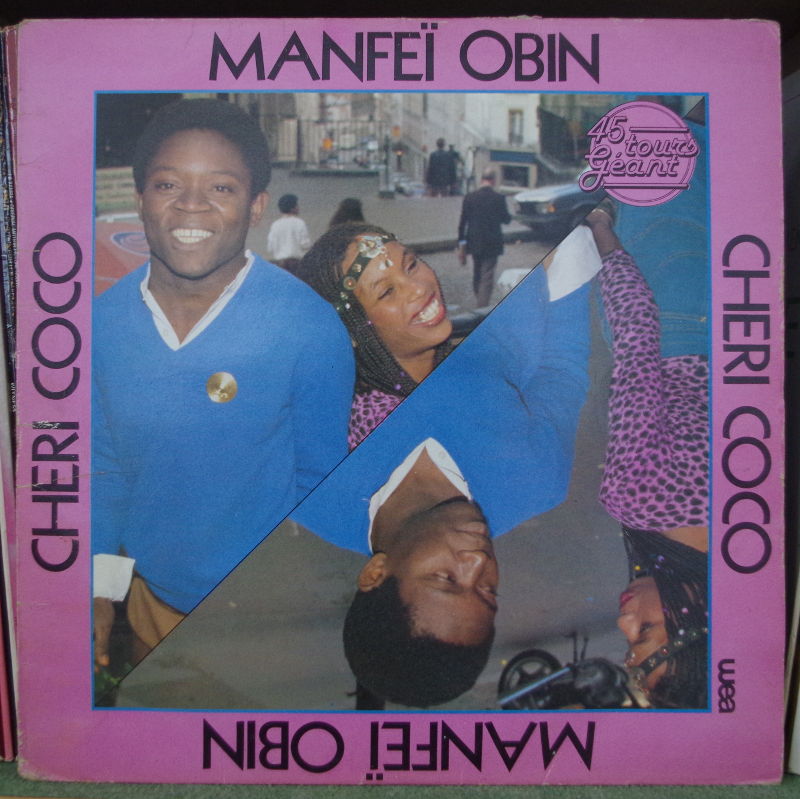 MANFEÏ OBIN
45
tours
Géant
CHERI COCO
CHERI COCO
wea
MANFEÏ OBIN